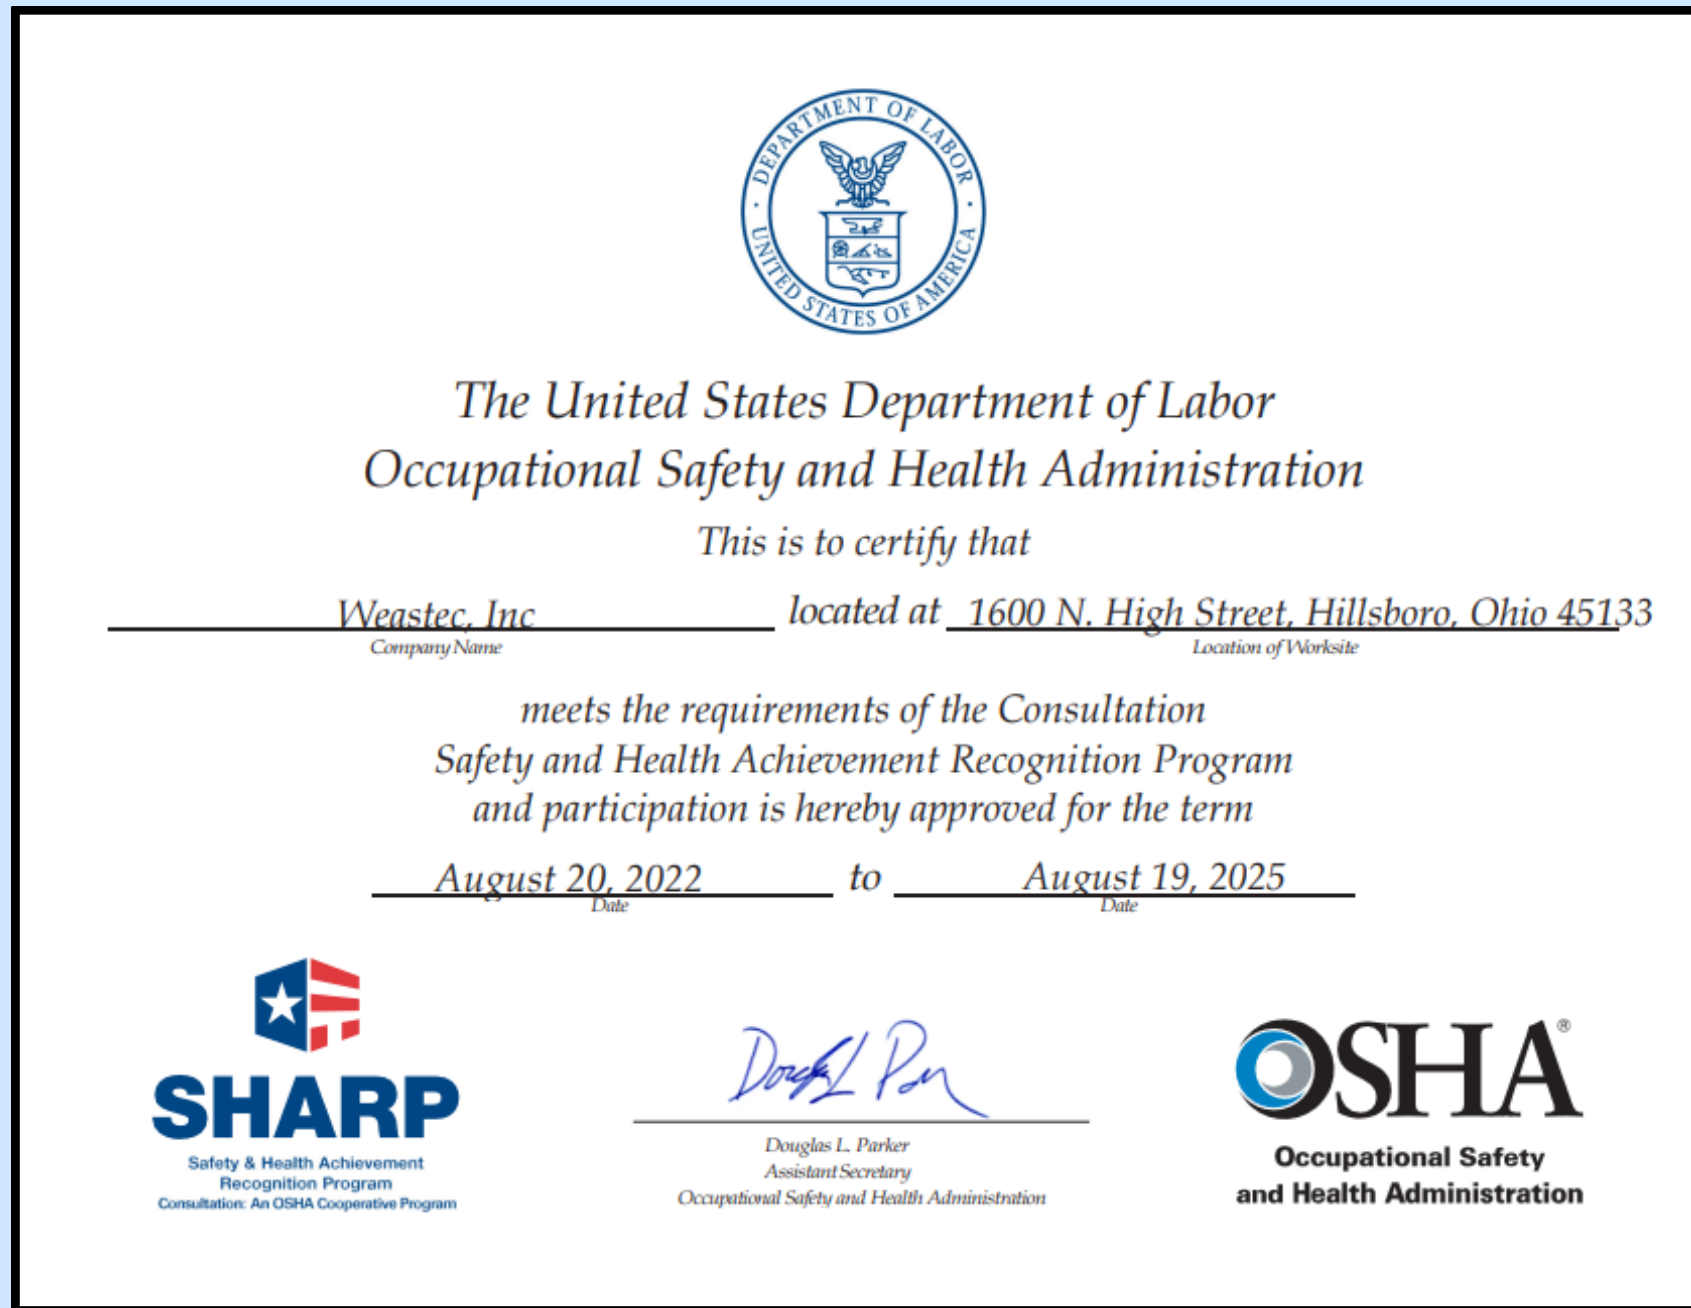 DEPARTMENT OF LABOR
UNITED STATES OF AMERICA
The United States Department of Labor
Occupational Safety and Health Administration
This is to certify that
Weastec, Inc located at 1600 N. High Street, Hillsboro, Ohio 45133
Company Name Location of Worksite
meets the requirements of the Consultation
Safety and Health Achievement Recognition Program
and participation is hereby approved for the term
August 20, 2022 to August 19, 2025
Date Date
SHARP
Safety & Health Achievement
Recognition Program
Consultation: An OSHA Cooperative Program
Douglas L. Parker
Assistant Secretary
Occupational Safety and Health Administration
OSHA®
Occupational Safety
and Health Administration